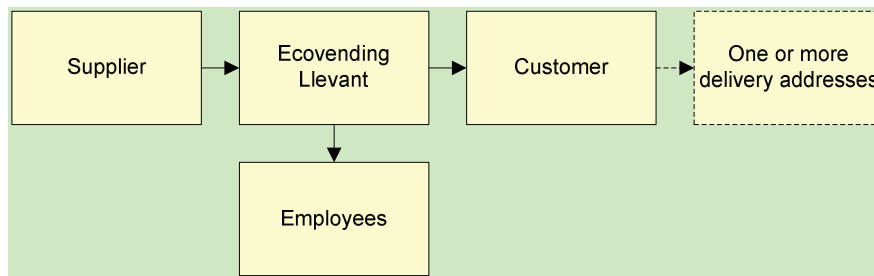 Supplier
Ecovending
Llevant
Customer
One or more
delivery addresses
Employees